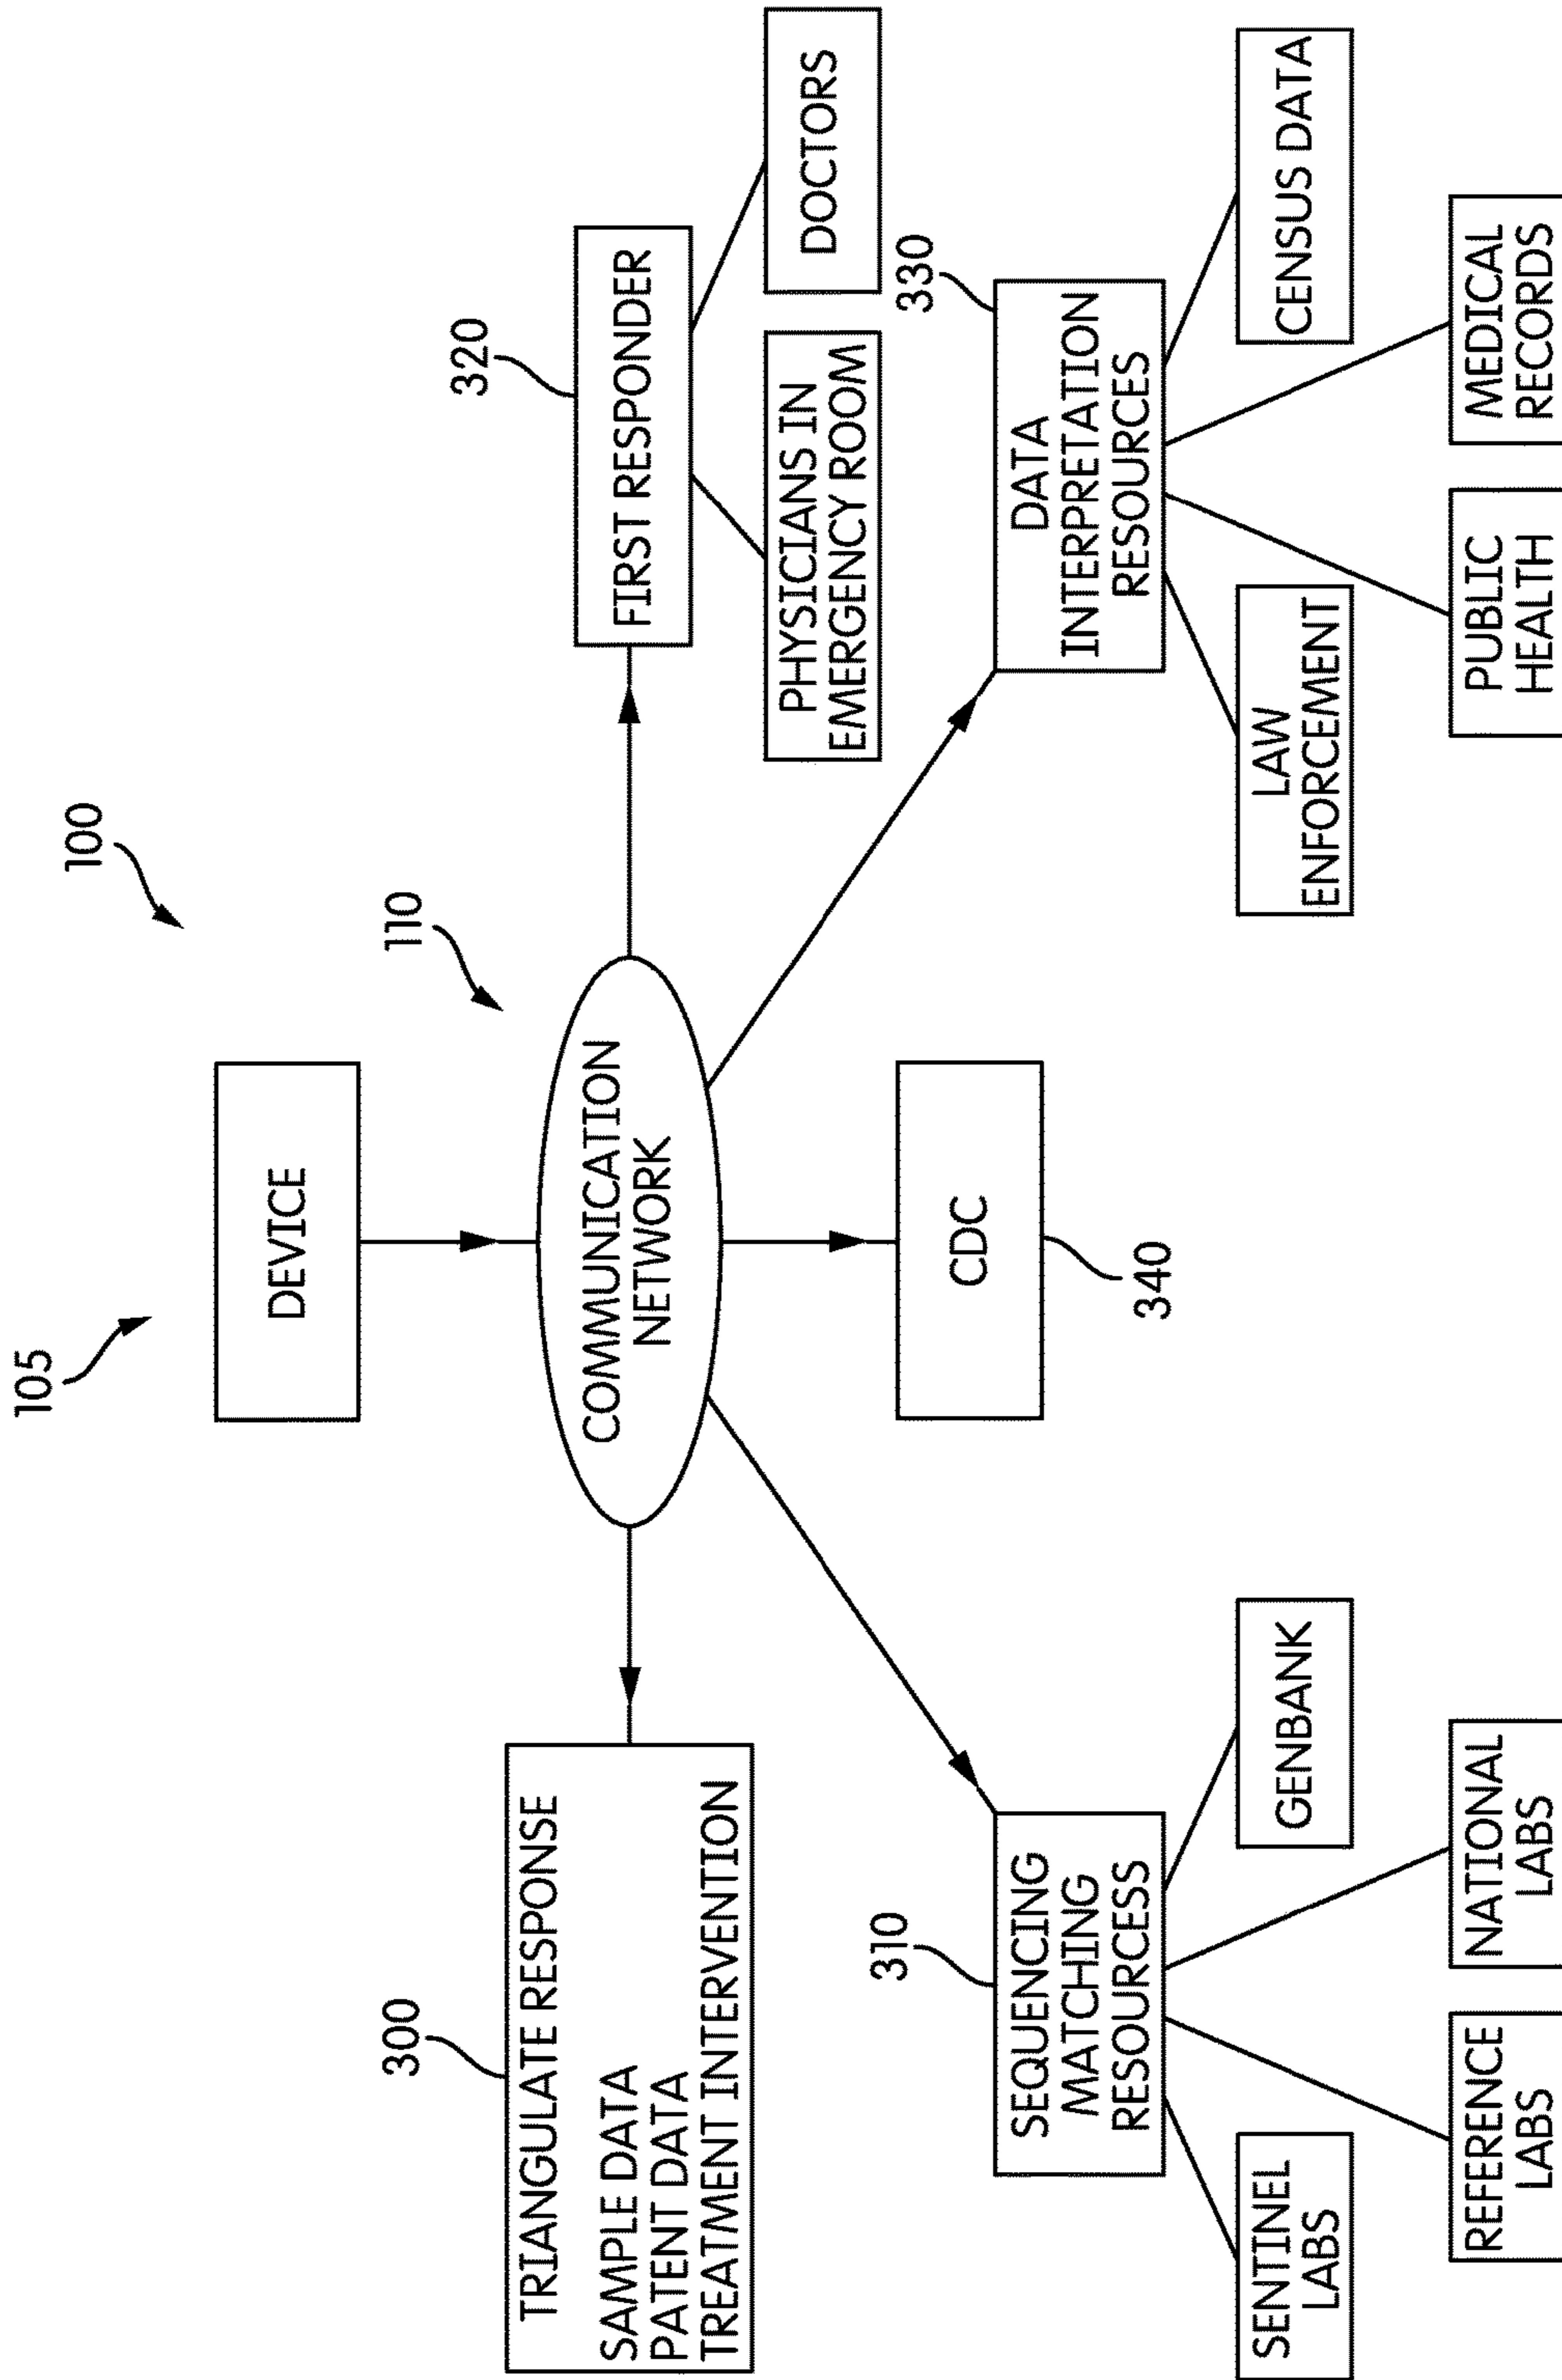 105
100
DEVICE
110
COMMUNICATION
NETWORK
300
TRIANGULATE RESPONSE
SAMPLE DATA
PATENT DATA
TREATMENT INTERVENTION
320
FIRST RESPONDER
PHYSICIANS IN
EMERGENCY ROOM
DOCTORS
310
SEQUENCING
MATCHING
RESOURCESS
SENTINEL
LABS
REFERENCE
LABS
NATIONAL
LABS
GENBANK
CDC
340
330
DATA
INTERPRETATION
RESOURCES
LAW
ENFORCEMENT
PUBLIC
HEALTH
MEDICAL
RECORDS
CENSUS DATA